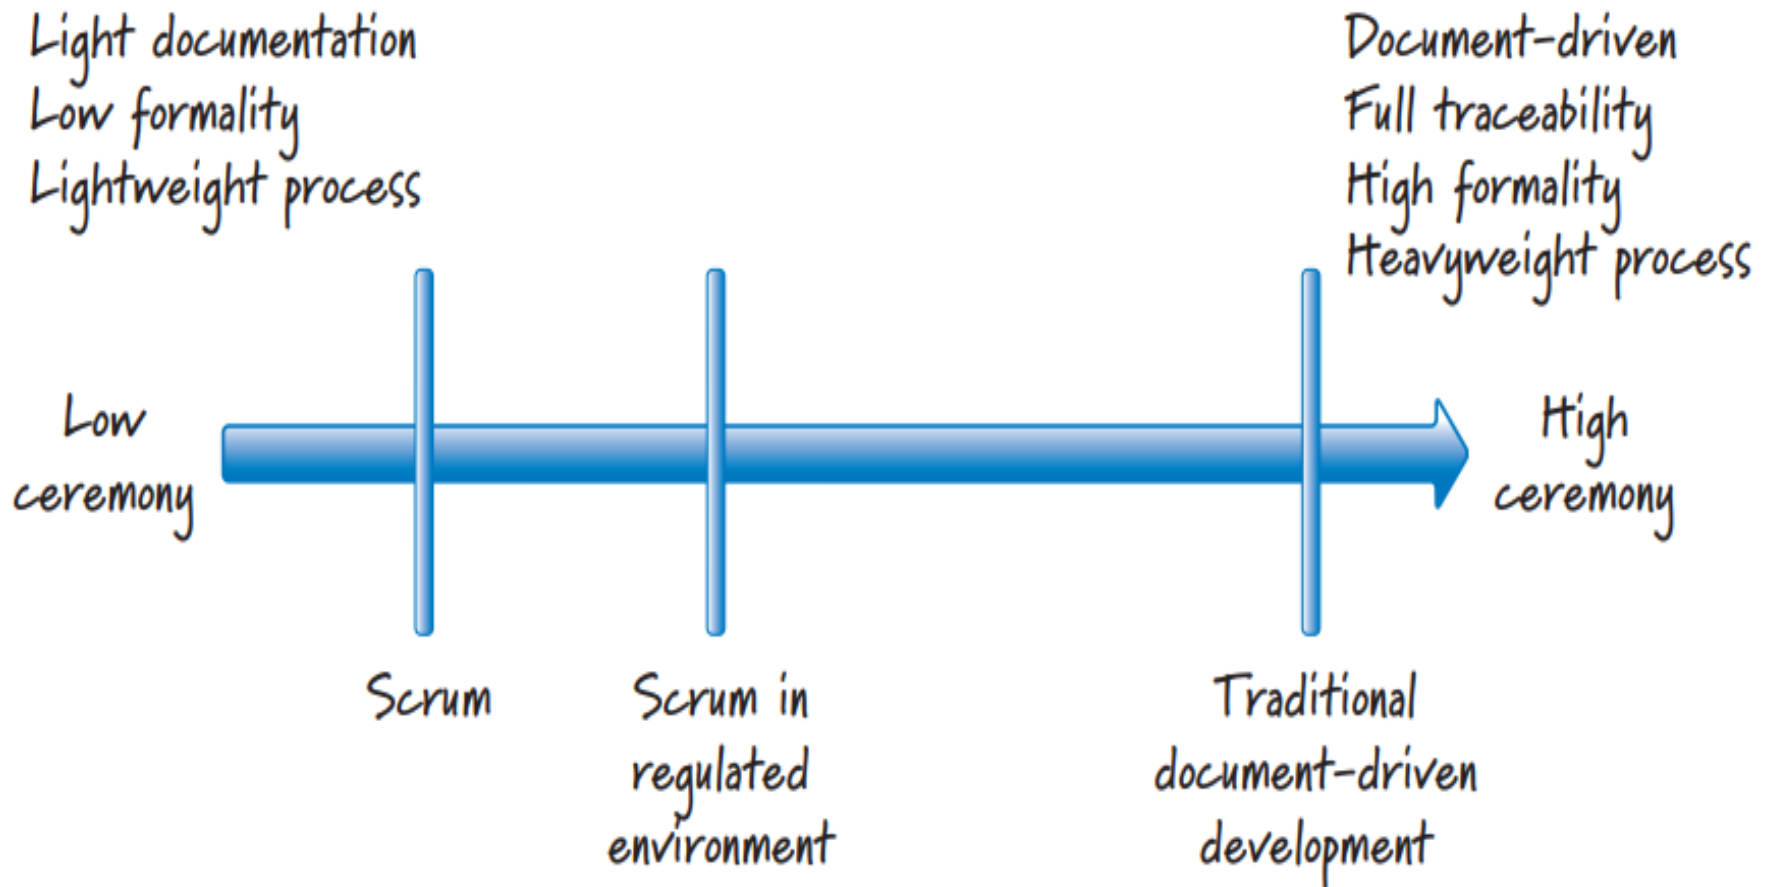 Light documentation
Low formality
Lightweight process
Document-driven
Full traceability
High formality
Heavyweight process
Low
ceremony
High
ceremony
Scrum
Scrum in
regulated
environment
Traditional
document-driven
development